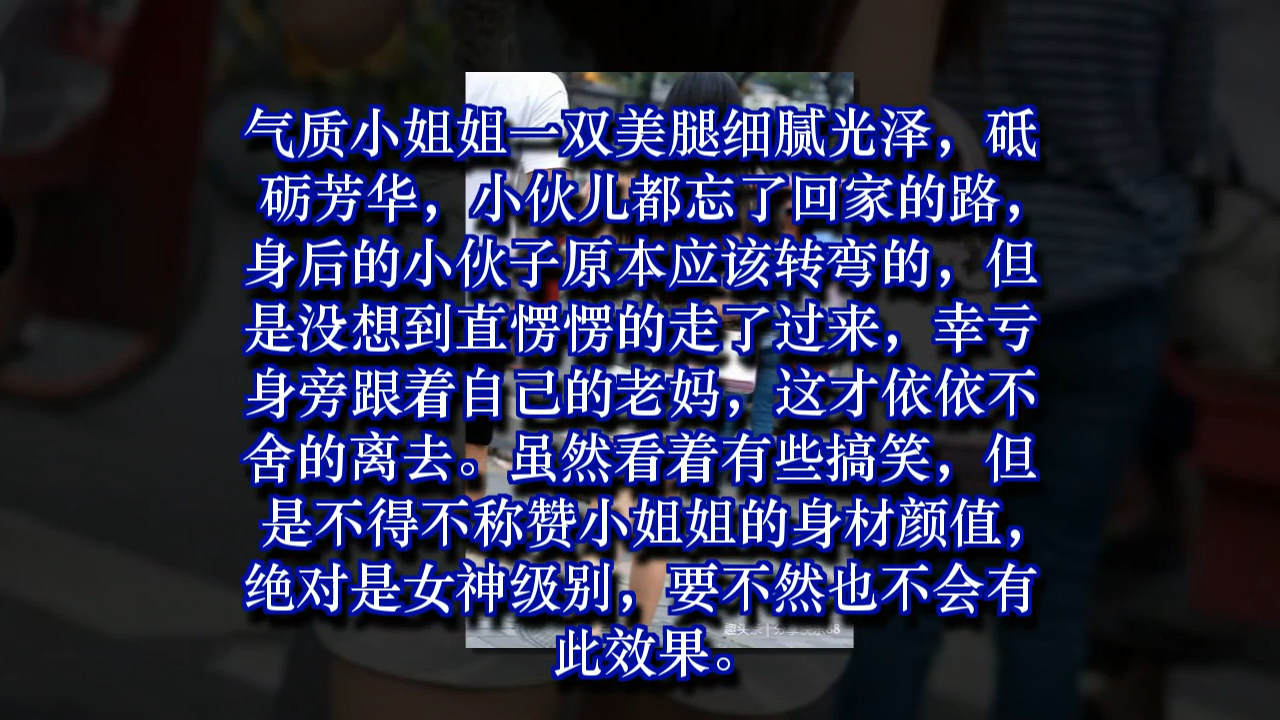 气质小姐姐一双美腿细腻光泽，砥
砺芳华，小伙儿都忘了回家的路，
身后的小伙子原本应该转弯的，但
是没想到直愣愣的走了过来，幸亏
身旁跟着自己的老妈，这才依依不
舍的离去。虽然看着有些搞笑，但
是不得不称赞小姐姐的身材颜值，
绝对是女神级别，要不然也不会有
此效果。